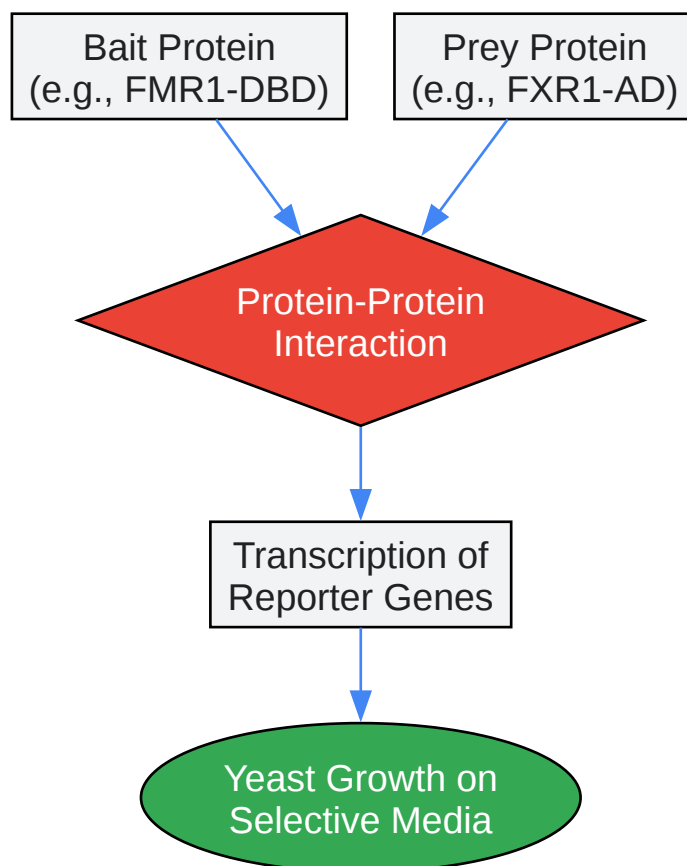 Bait Protein
(e.g., FMR1-DBD)
Prey Protein
(e.g., FXR1-AD)
Protein-Protein
Interaction
Transcription of
Reporter Genes
Yeast Growth on
Selective Media